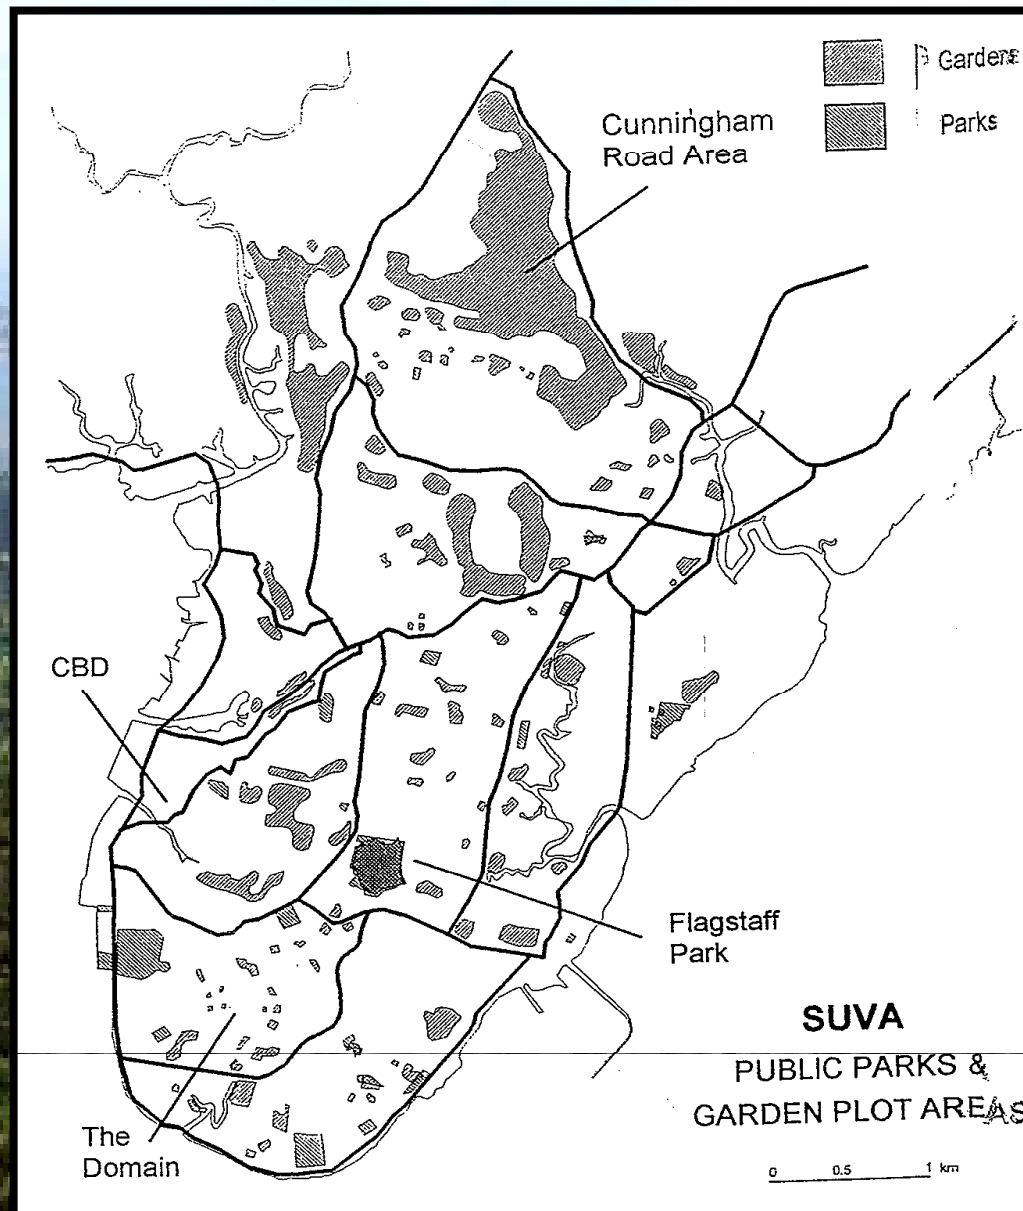 Gardens
Parks
Cunningham
Road Area
CBD
Flagstaff
Park
The
Domain
SUVA
PUBLIC PARKS &
GARDEN PLOT AREAS
0 0.5 1 km